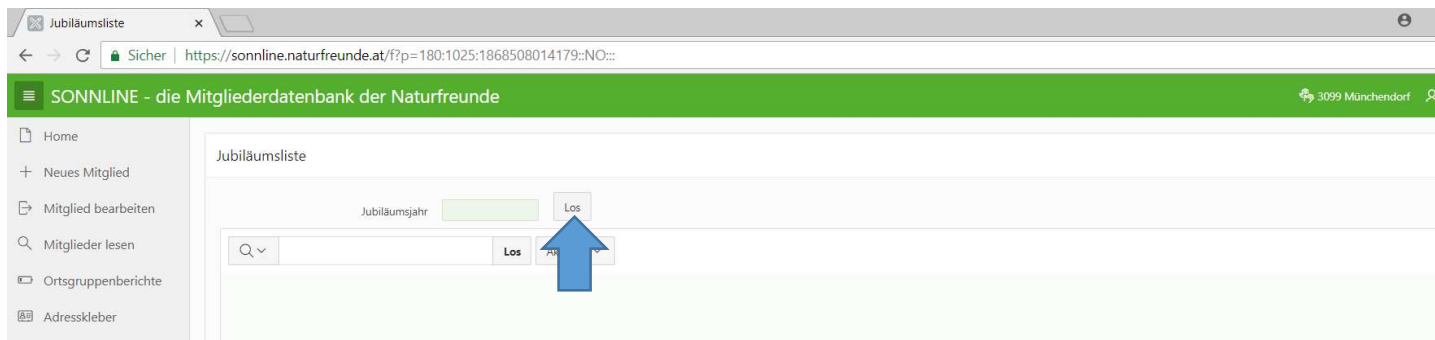 Jubiläumsliste
Sicher | https://sonnline.naturfreunde.at/f?p=180:1025:1868508014179::NO:::
SONNLINE - die Mitgliederdatenbank der Naturfreunde
3099 Münchendorf
Home
Neues Mitglied
Mitglied bearbeiten
Mitglieder lesen
Ortsgruppenberichte
Adresskleber
Jubiläumsliste
Jubiläumsjahr
Los
Los